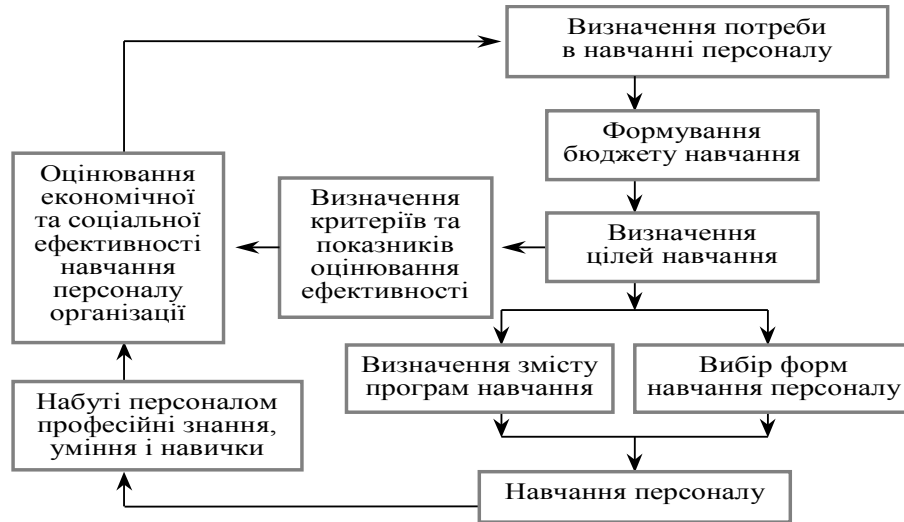 Визначення потреби
в навчанні персоналу
Формування
бюджету навчання
Визначення
цілей навчання
Визначення
критеріїв та
показників
оцінювання
ефективності
Оцінювання
економічної
та соціальної
ефективності
навчання
персоналу
організації
Визначення змісту
програм навчання
Вибір форм
навчання персоналу
Набуті персоналом
професійні знання,
уміння і навички
Навчання персоналу